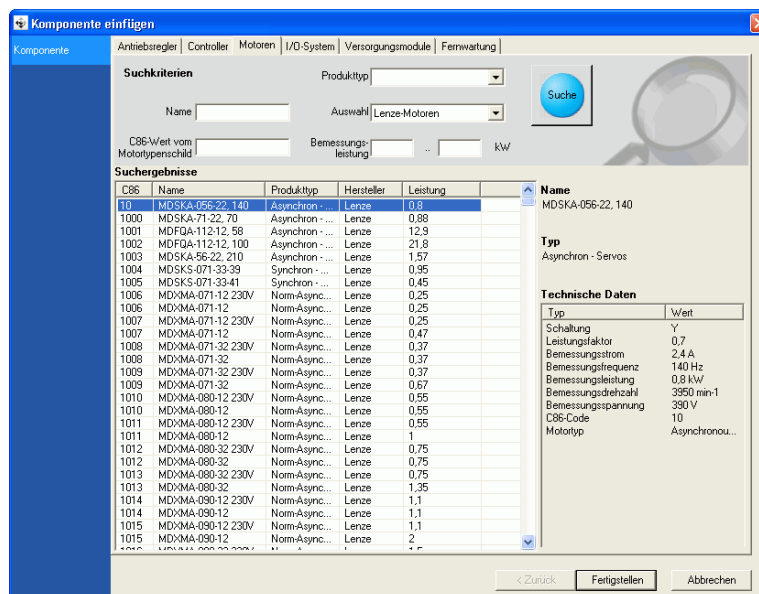 Komponente einfügen
Komponente
Antriebsregler Controller Motoren I/O-System Versorgungsmodule Fernwartung
Suchkriterien Produkttyp
Suche
Name Auswahl Lenze-Motoren
C86-Wert vom Motortypenschild Bemessungs-leistung .. kW
Suchergebnisse
C86 Name Produkttyp Hersteller Leistung
10 MDSKA-056-22, 140 Asynchron - ... Lenze 0,8
1000 MDSKA-71-22, 70 Asynchron - ... Lenze 0,88
1001 MDFQA-112-12, 58 Asynchron - ... Lenze 12,9
1002 MDFQA-112-12, 100 Asynchron - ... Lenze 21,8
1003 MDSKA-56-22, 210 Asynchron - ... Lenze 1,57
1004 MDSKS-071-33-39 Synchron - ... Lenze 0,95
1005 MDSKS-071-33-41 Synchron - ... Lenze 0,45
1006 MDXMA-071-12 230V Norm-Async... Lenze 0,25
1006 MDXMA-071-12 Norm-Async... Lenze 0,25
1007 MDXMA-071-12 230V Norm-Async... Lenze 0,25
1007 MDXMA-071-12 Norm-Async... Lenze 0,47
1008 MDXMA-071-32 230V Norm-Async... Lenze 0,37
1008 MDXMA-071-32 Norm-Async... Lenze 0,37
1009 MDXMA-071-32 230V Norm-Async... Lenze 0,37
1009 MDXMA-071-32 Norm-Async... Lenze 0,67
1010 MDXMA-080-12 230V Norm-Async... Lenze 0,55
1010 MDXMA-080-12 Norm-Async... Lenze 0,55
1011 MDXMA-080-12 230V Norm-Async... Lenze 0,55
1011 MDXMA-080-12 Norm-Async... Lenze 1
1012 MDXMA-080-32 230V Norm-Async... Lenze 0,75
1012 MDXMA-080-32 Norm-Async... Lenze 0,75
1013 MDXMA-080-32 230V Norm-Async... Lenze 0,75
1013 MDXMA-080-32 Norm-Async... Lenze 1,35
1014 MDXMA-090-12 230V Norm-Async... Lenze 1,1
1014 MDXMA-090-12 Norm-Async... Lenze 1,1
1015 MDXMA-090-12 230V Norm-Async... Lenze 1,1
1015 MDXMA-090-12 Norm-Async... Lenze 2
Name
MDSKA-056-22, 140
Typ
Asynchron - Servos
Technische Daten
Typ Wert
Schaltung Y
Leistungsfaktor 0,7
Bemessungsstrom 2,4 A
Bemessungsfrequenz 140 Hz
Bemessungsleistung 0,8 kW
Bemessungsdrehzahl 3950 min-1
Bemessungsspannung 390 V
C86-Code 10
Motortyp Asynchronou...
< Zurück Fertigstellen Abbrechen